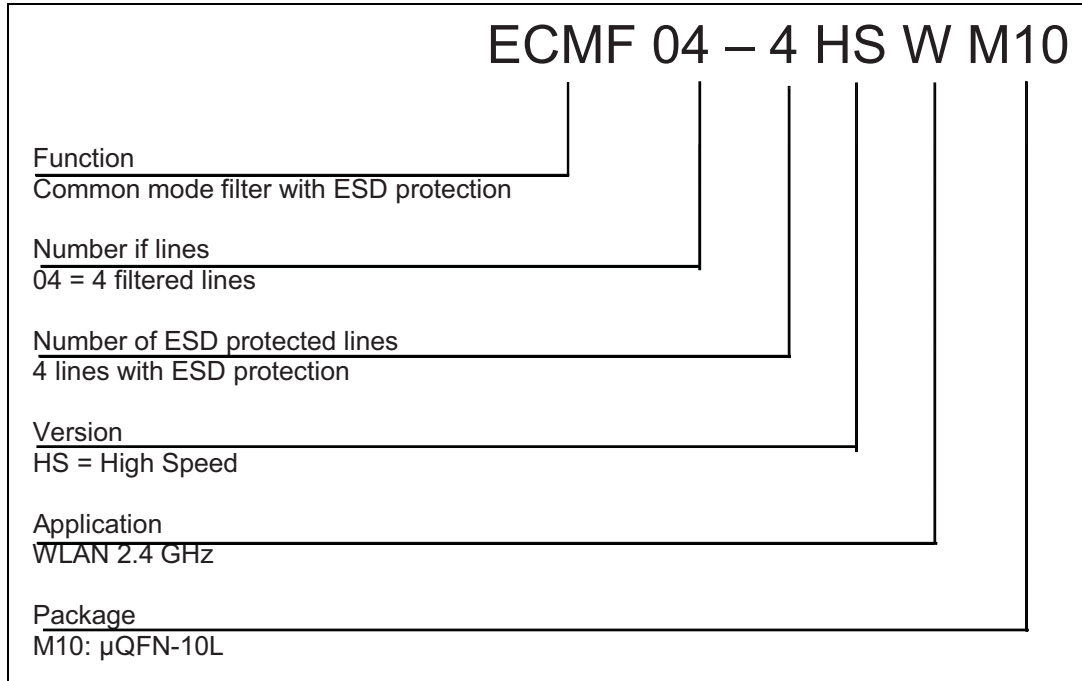 ECMF 04 – 4 HS W M10
Function
Common mode filter with ESD protection
Number if lines
04 = 4 filtered lines
Number of ESD protected lines
4 lines with ESD protection
Version
HS = High Speed
Application
WLAN 2.4 GHz
Package
M10: µQFN-10L